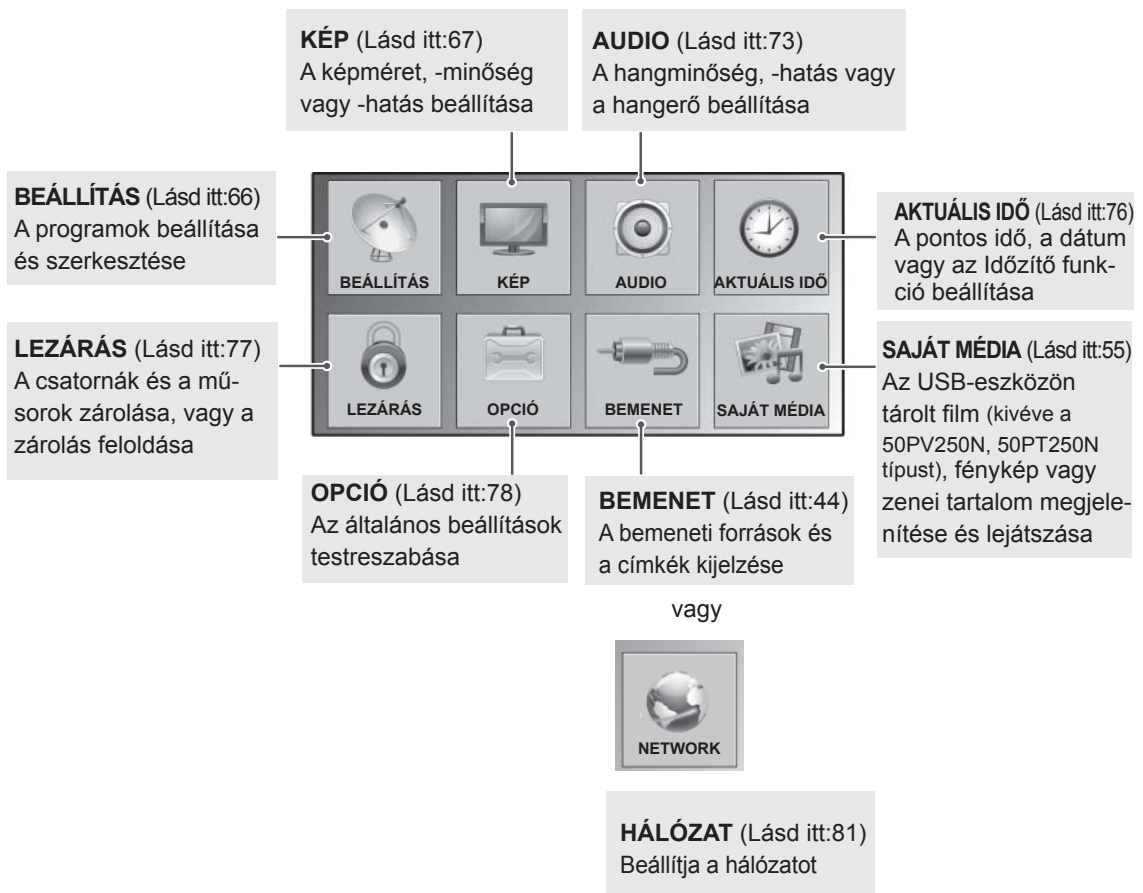 KÉP (Lásd itt:67)
A képméret, -minőség
vagy -hatás beállítása
AUDIO (Lásd itt:73)
A hangminőség, -hatás vagy
a hangerő beállítása
BEÁLLÍTÁS (Lásd itt:66)
A programok beállítása
és szerkesztése
BEÁLLÍTÁS
KÉP
AUDIO
AKTUÁLIS IDŐ
AKTUÁLIS IDŐ (Lásd itt:76)
A pontos idő, a dátum
vagy az Időzítő funk-
ció beállítása
LEZÁRÁS (Lásd itt:77)
A csatornák és a mű-
sorok zárolása, vagy a
zárolás feloldása
LEZÁRÁS
OPCIÓ
BEMENET
SAJÁT MÉDIA
SAJÁT MÉDIA (Lásd itt:55)
Az USB-eszközön
tárolt film (kivéve a
50PV250N, 50PT250N
típust), fénykép vagy
zenei tartalom megjele-
nítése és lejátszása
OPCIÓ (Lásd itt:78)
Az általános beállítások
testreszabása
BEMENET (Lásd itt:44)
A bemeneti források és
a címkék kijelzése
vagy
NETWORK
HÁLÓZAT (Lásd itt:81)
Beállítja a hálózatot